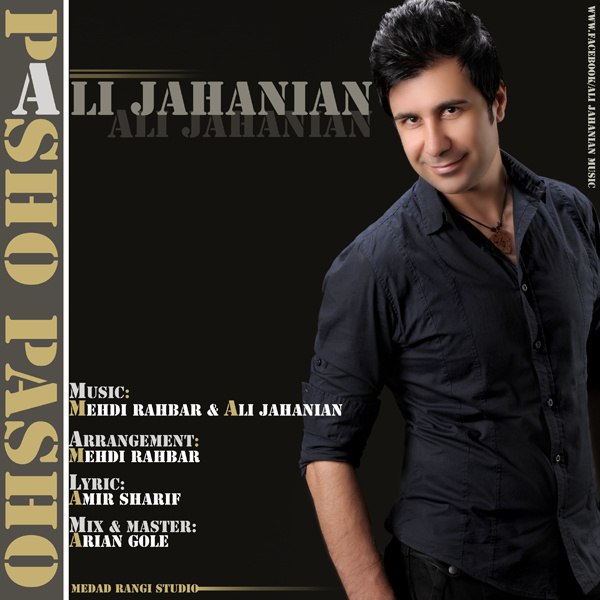 PASHO PASHO
ALI JAHANIAN
ALI JAHANIAN
WWW.FACEBOOK/ALI JAHANIAN MUSIC
MUSIC:
MEHDI RAHBAR & ALI JAHANIAN
ARRANGEMENT:
MEHDI RAHBAR
LYRIC:
AMIR SHARIF
MIX & MASTER:
ARIAN GOLE
MEDAD RANGI STUDIO